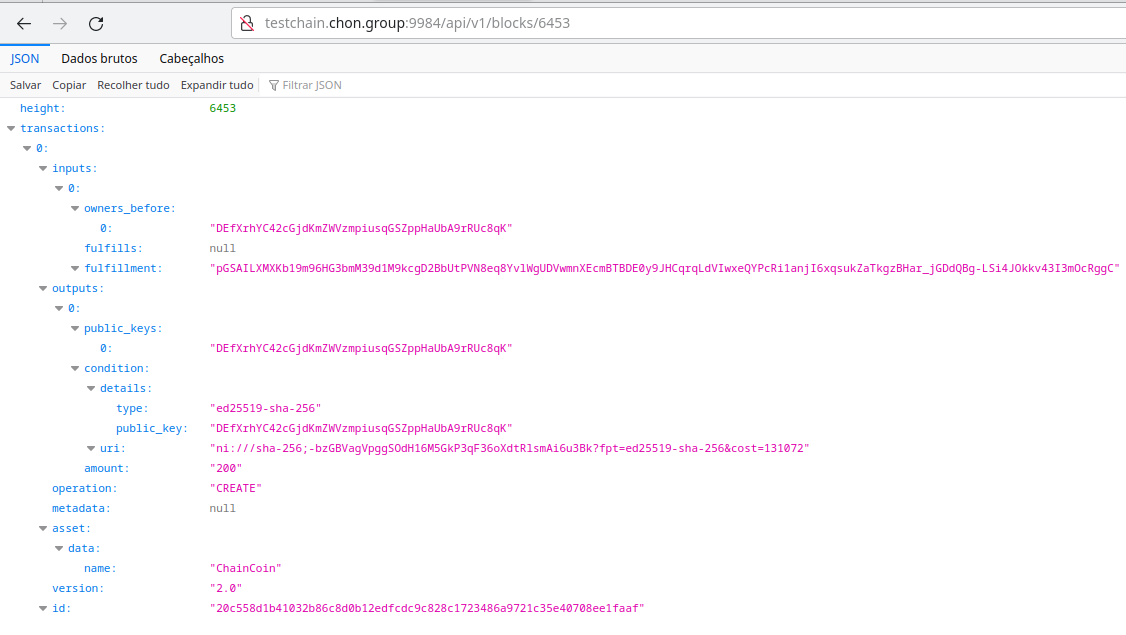 testchain.chon.group:9984/api/v1/blocks/6453
JSON Dados brutos Cabeçalhos
Salvar Copiar Recolher tudo Expandir tudo Filtrar JSON
height: 6453
transactions:
0:
inputs:
0:
owners_before:
0: "DEfXrhYC42cGjdKmZWVzmpiusqGSZppHaUbA9rRUc8qK"
fulfills: null
fulfillment: "pGSAILXMXKb19m96HG3bmM39d1M9kcgD2BbUtPVN8eq8YvlWgUDVwmnXEcmBTBDE0y9JHCqrqLdVIwxeQYPcRi1anjI6xqsukZaTkgzBHar_jGDdQBg-LSi4JOkkv43I3mOcRggC"
outputs:
0:
public_keys:
0: "DEfXrhYC42cGjdKmZWVzmpiusqGSZppHaUbA9rRUc8qK"
condition:
details:
type: "ed25519-sha-256"
public_key: "DEfXrhYC42cGjdKmZWVzmpiusqGSZppHaUbA9rRUc8qK"
uri: "ni:///sha-256;-bzGBVagVpggSOdH16M5GkP3qF36oXdtRlsmAi6u3Bk?fpt=ed25519-sha-256&cost=131072"
amount: "200"
operation: "CREATE"
metadata: null
asset:
data:
name: "ChainCoin"
version: "2.0"
id: "20c558d1b41032b86c8d0b12edfcdc9c828c1723486a9721c35e40708ee1faaf"